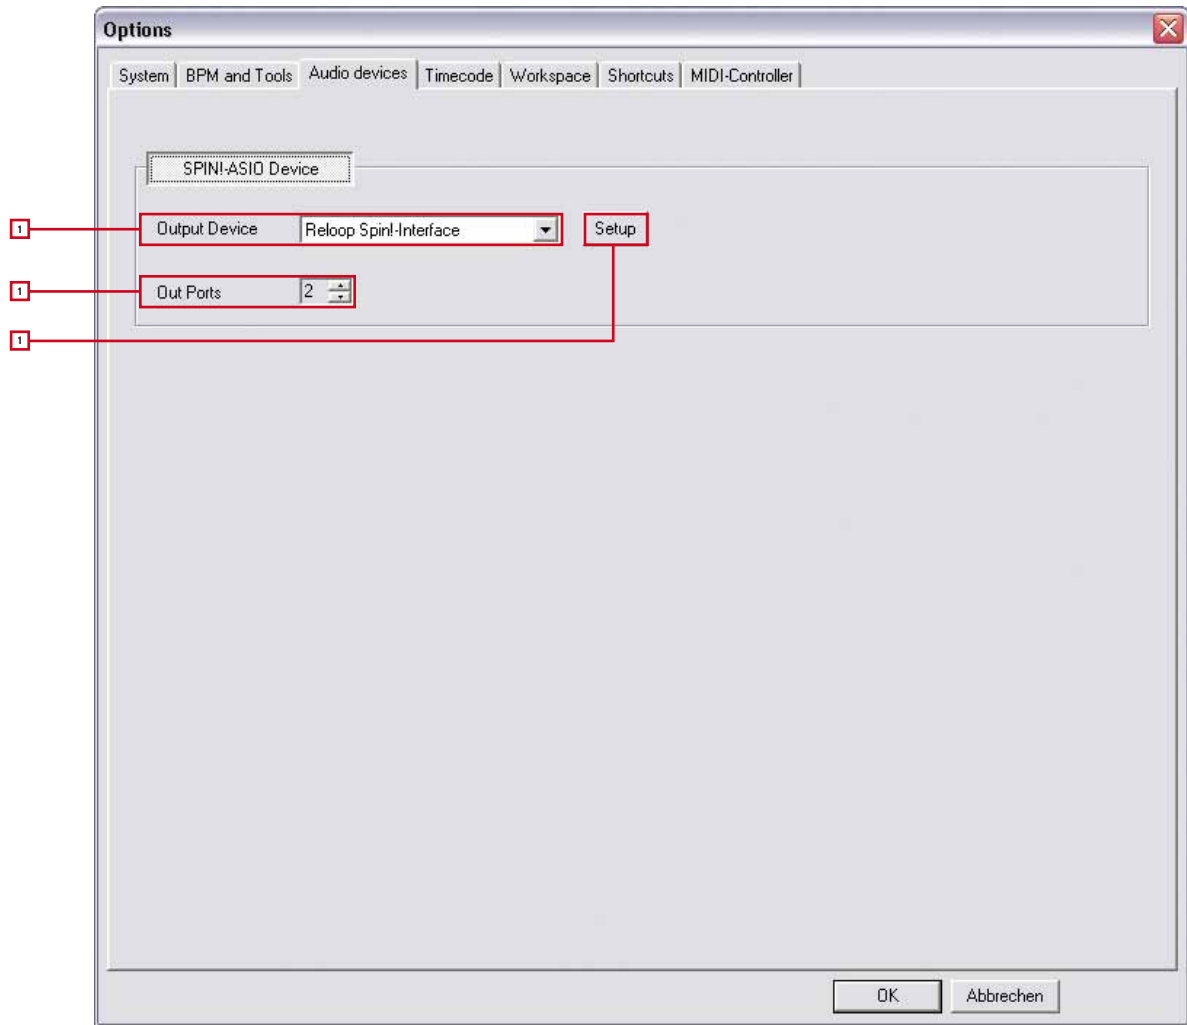 Options
System BPM and Tools Audio devices Timecode Workspace Shortcuts MIDI-Controller
SPIN!-ASIO Device
1 Output Device Reloop Spin!-Interface Setup
1 Out Ports 2
1
OK Abbrechen